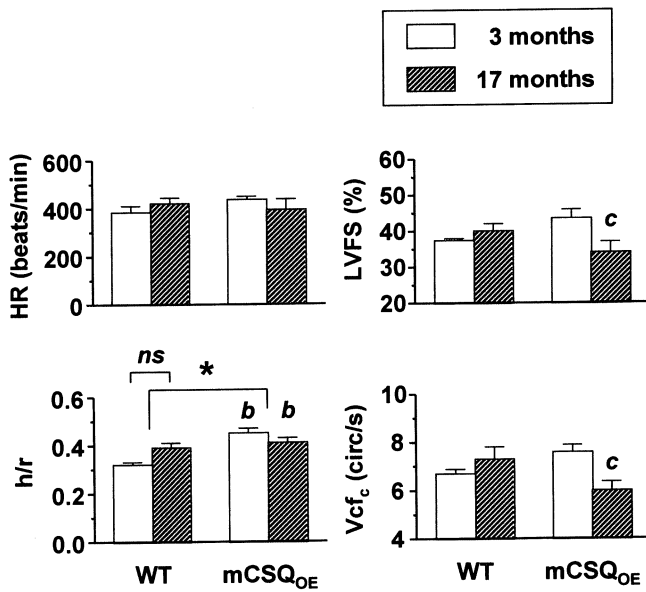 3 months
17 months
HR (beats/min)
600
400
200
0
LVFS (%)
60
50
40
30
20
c
h/r
0.6
0.4
0.2
0.0
ns
*
b b
WT mCSQOE
Vcfc (circ/s)
10
8
6
4
c
WT mCSQOE